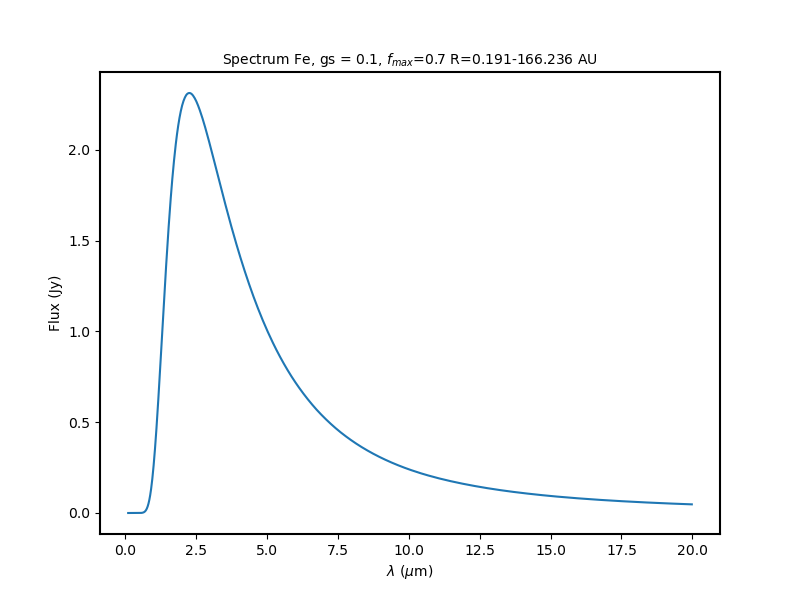 Spectrum Fe, gs = 0.1, $f_{max}$=0.7 R=0.191-166.236 AU
Flux (Jy)
2.0
1.5
1.0
0.5
0.0
0.0 2.5 5.0 7.5 10.0 12.5 15.0 17.5 20.0
λ (μm)